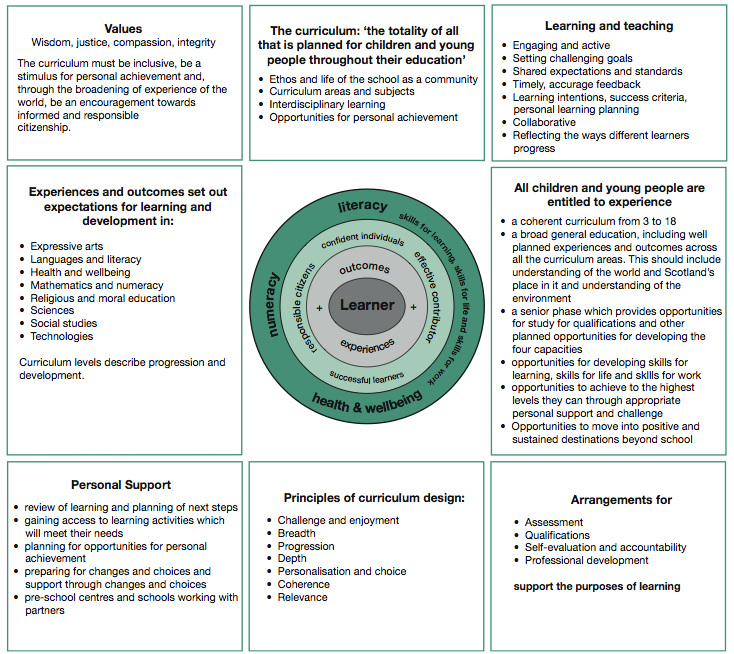 Values
Wisdom, justice, compassion, integrity
The curriculum must be inclusive, be a
stimulus for personal achievement and,
through the broadening of experience of the
world, be an encouragement towards
informed and responsible
citizenship.
The curriculum: ‘the totality of all
that is planned for children and young
people throughout their education’
• Ethos and life of the school as a community
• Curriculum areas and subjects
• Interdisciplinary learning
• Opportunities for personal achievement
Learning and teaching
• Engaging and active
• Setting challenging goals
• Shared expectations and standards
• Timely, accurage feedback
• Learning intentions, success criteria,
personal learning planning
• Collaborative
• Reflecting the ways different learners
progress
Experiences and outcomes set out
expectations for learning and
development in:
• Expressive arts
• Languages and literacy
• Health and wellbeing
• Mathematics and numeracy
• Religious and moral education
• Sciences
• Social studies
• Technologies
Curriculum levels describe progression and
development.
literacy
skills for learning, skills for life and skills for work
numeracy
health & wellbeing
confident individuals
effective contributor
responsible citizens
successful learners
outcomes
+ Learner +
experiences
All children and young people are
entitled to experience
• a coherent curriculum from 3 to 18
• a broad general education, including well
planned experiences and outcomes across
all the curriculum areas. This should include
understanding of the world and Scotland’s
place in it and understanding of the
environment
• a senior phase which provides opportunities
for study for qualifications and other
planned opportunities for developing the
four capacities
• opportunities for developing skills for
learning, skills for life and skills for work
• opportunities to achieve to the highest
levels they can through appropriate
personal support and challenge
• Opportunities to move into positive and
sustained destinations beyond school
Personal Support
• review of learning and planning of next steps
• gaining access to learning activities which
will meet their needs
• planning for opportunities for personal
achievement
• preparing for changes and choices and
support through changes and choices
• pre-school centres and schools working with
partners
Principles of curriculum design:
• Challenge and enjoyment
• Breadth
• Progression
• Depth
• Personalisation and choice
• Coherence
• Relevance
Arrangements for
• Assessment
• Qualifications
• Self-evaluation and accountability
• Professional development
support the purposes of learning